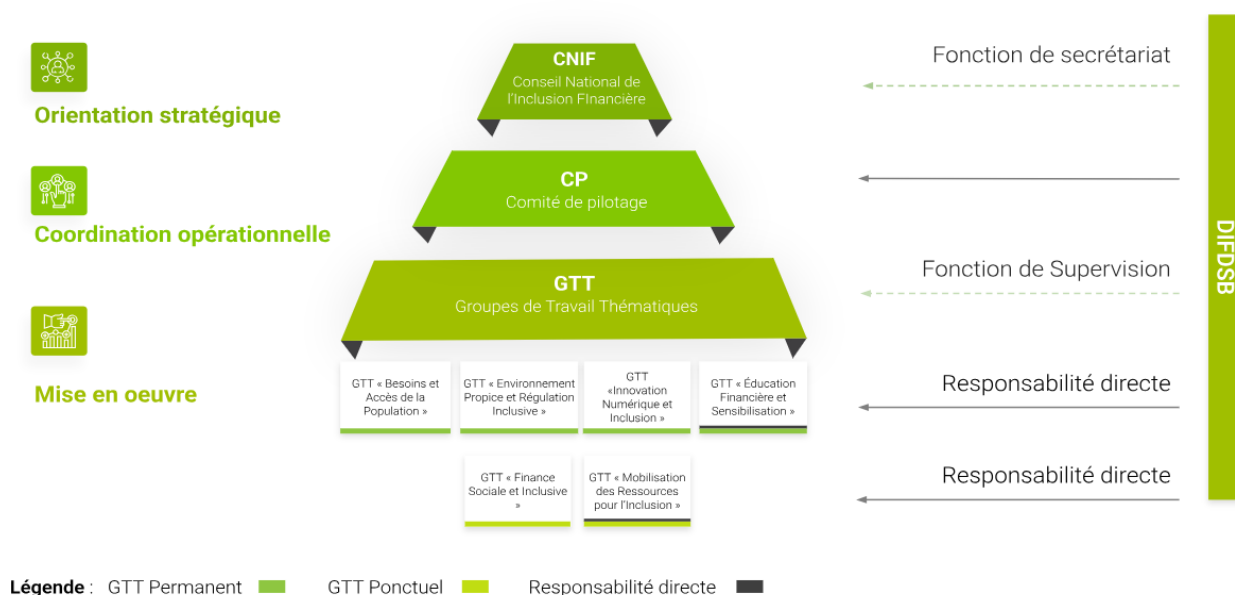 CNIF
Conseil National de
l'Inclusion FInancière
Fonction de secrétariat
Orientation stratégique
CP
Comité de pilotage
Coordination opérationnelle
GTT
Groupes de Travail Thématiques
Fonction de Supervision
DIFDSB
Mise en oeuvre
GTT « Besoins et
Accès de la
Population »
GTT « Environnement
Propice et Régulation
Inclusive »
GTT
«Innovation
Numérique et
Inclusion »
GTT « Éducation
Financière et
Sensibilisation »
Responsabilité directe
GTT « Finance
Sociale et Inclusive
»
GTT « Mobilisation
des Ressources
pour l'Inclusion »
Responsabilité directe
Légende : GTT Permanent GTT Ponctuel Responsabilité directe